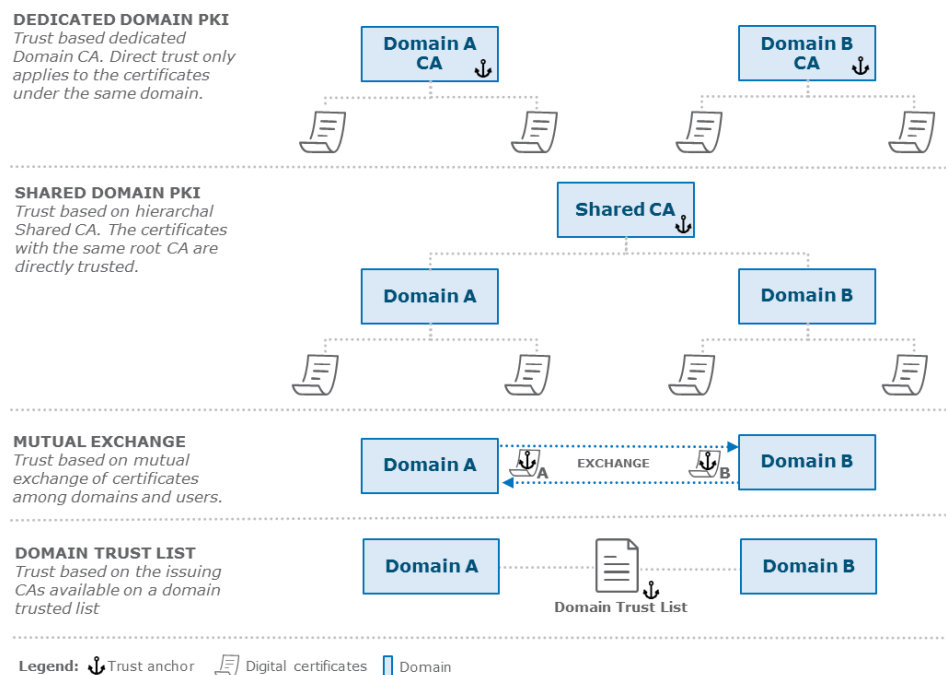 DEDICATED DOMAIN PKI
Trust based dedicated
Domain CA. Direct trust only
applies to the certificates
under the same domain.
Domain A
CA
Domain B
CA
SHARED DOMAIN PKI
Trust based on hierarchal
Shared CA. The certificates
with the same root CA are
directly trusted.
Shared CA
Domain A
Domain B
MUTUAL EXCHANGE
Trust based on mutual
exchange of certificates
among domains and users.
Domain A
A
EXCHANGE
B
Domain B
DOMAIN TRUST LIST
Trust based on the issuing
CAs available on a domain
trusted list
Domain A
Domain Trust List
Domain B
Legend: Trust anchor Digital certificates Domain